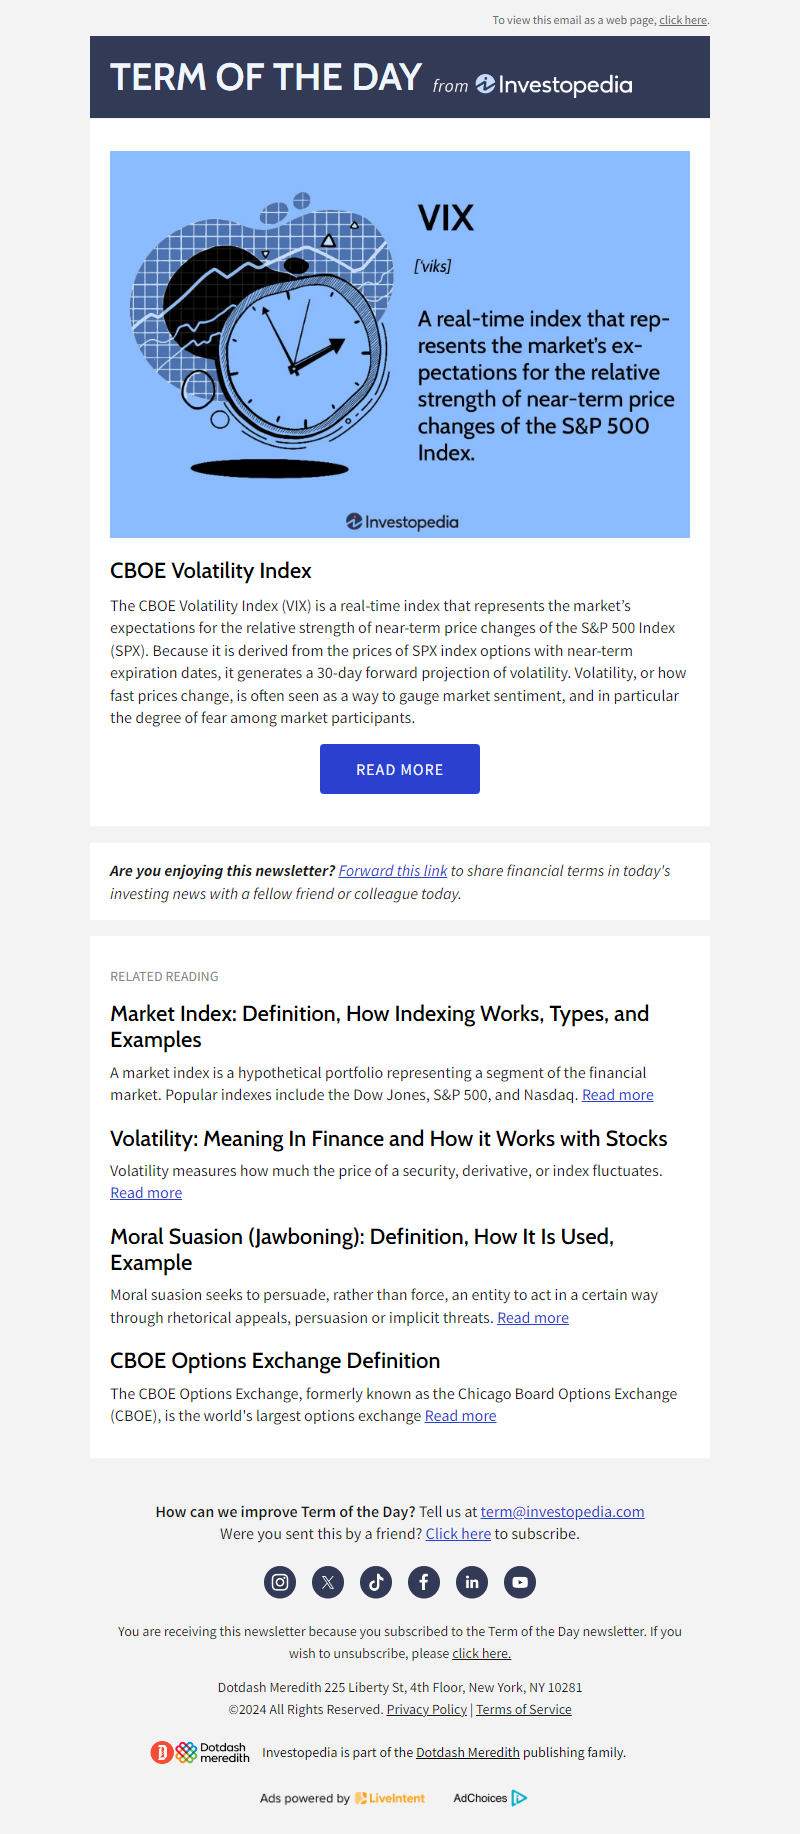 To view this email as a web page, click here.
TERM OF THE DAY from Investopedia
VIX
['viks]
A real-time index that rep-
resents the market's ex-
pectations for the relative
strength of near-term price
changes of the S&P 500
Index.
Investopedia
CBOE Volatility Index
The CBOE Volatility Index (VIX) is a real-time index that represents the market’s
expectations for the relative strength of near-term price changes of the S&P 500 Index
(SPX). Because it is derived from the prices of SPX index options with near-term
expiration dates, it generates a 30-day forward projection of volatility. Volatility, or how
fast prices change, is often seen as a way to gauge market sentiment, and in particular
the degree of fear among market participants.
READ MORE
Are you enjoying this newsletter? Forward this link to share financial terms in today's
investing news with a fellow friend or colleague today.
RELATED READING
Market Index: Definition, How Indexing Works, Types, and
Examples
A market index is a hypothetical portfolio representing a segment of the financial
market. Popular indexes include the Dow Jones, S&P 500, and Nasdaq. Read more
Volatility: Meaning In Finance and How it Works with Stocks
Volatility measures how much the price of a security, derivative, or index fluctuates.
Read more
Moral Suasion (Jawboning): Definition, How It Is Used,
Example
Moral suasion seeks to persuade, rather than force, an entity to act in a certain way
through rhetorical appeals, persuasion or implicit threats. Read more
CBOE Options Exchange Definition
The CBOE Options Exchange, formerly known as the Chicago Board Options Exchange
(CBOE), is the world's largest options exchange Read more
How can we improve Term of the Day? Tell us at term@investopedia.com
Were you sent this by a friend? Click here to subscribe.
You are receiving this newsletter because you subscribed to the Term of the Day newsletter. If you
wish to unsubscribe, please click here.
Dotdash Meredith 225 Liberty St, 4th Floor, New York, NY 10281
©2024 All Rights Reserved. Privacy Policy | Terms of Service
Dotdash
meredith
Investopedia is part of the Dotdash Meredith publishing family.
Ads powered by LiveIntent AdChoices